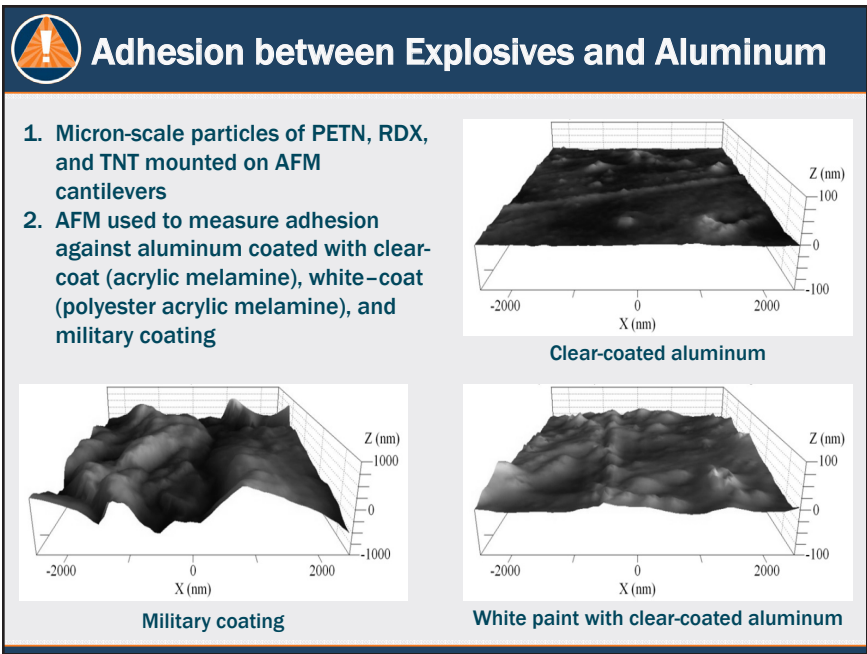 Adhesion between Explosives and Aluminum
1. Micron-scale particles of PETN, RDX,
and TNT mounted on AFM
cantilevers
2. AFM used to measure adhesion
against aluminum coated with clear-
coat (acrylic melamine), white–coat
(polyester acrylic melamine), and
military coating
Z (nm)
100
0
-100
-2000 0 2000
X (nm)
Clear-coated aluminum
Z (nm)
1000
0
-1000
-2000 0 2000
X (nm)
Military coating
Z (nm)
100
0
-100
-2000 0 2000
X (nm)
White paint with clear-coated aluminum